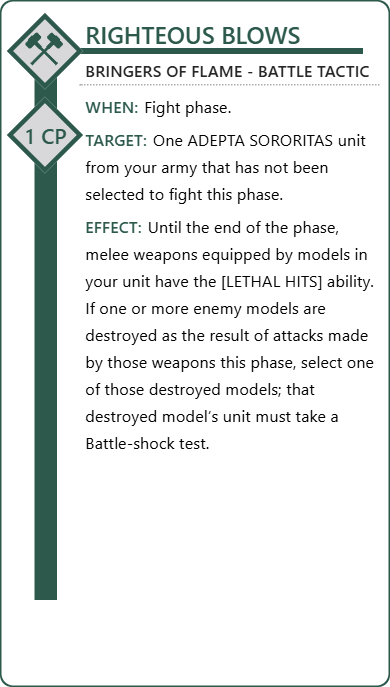 RIGHTEOUS BLOWS
BRINGERS OF FLAME - BATTLE TACTIC
WHEN: Fight phase.
1 CP
TARGET: One ADEPTA SORORITAS unit
from your army that has not been
selected to fight this phase.
EFFECT: Until the end of the phase,
melee weapons equipped by models in
your unit have the [LETHAL HITS] ability.
If one or more enemy models are
destroyed as the result of attacks made
by those weapons this phase, select one
of those destroyed models; that
destroyed model's unit must take a
Battle-shock test.